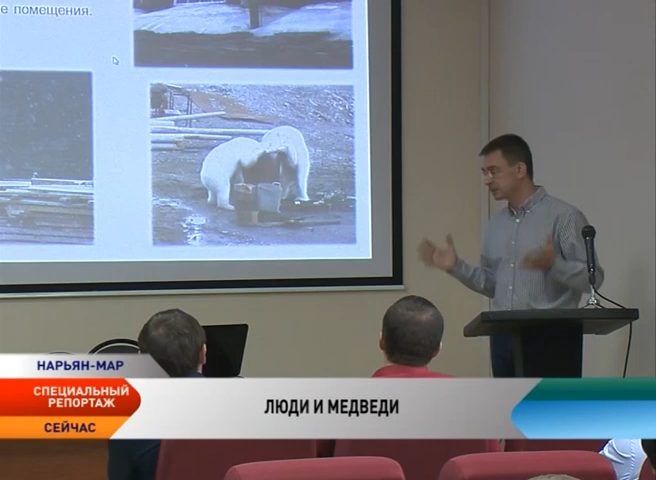 е помещения.
НАРЬЯН-МАР
СПЕЦИАЛЬНЫЙ
РЕПОРТАЖ
СЕЙЧАС
ЛЮДИ И МЕДВЕДИ